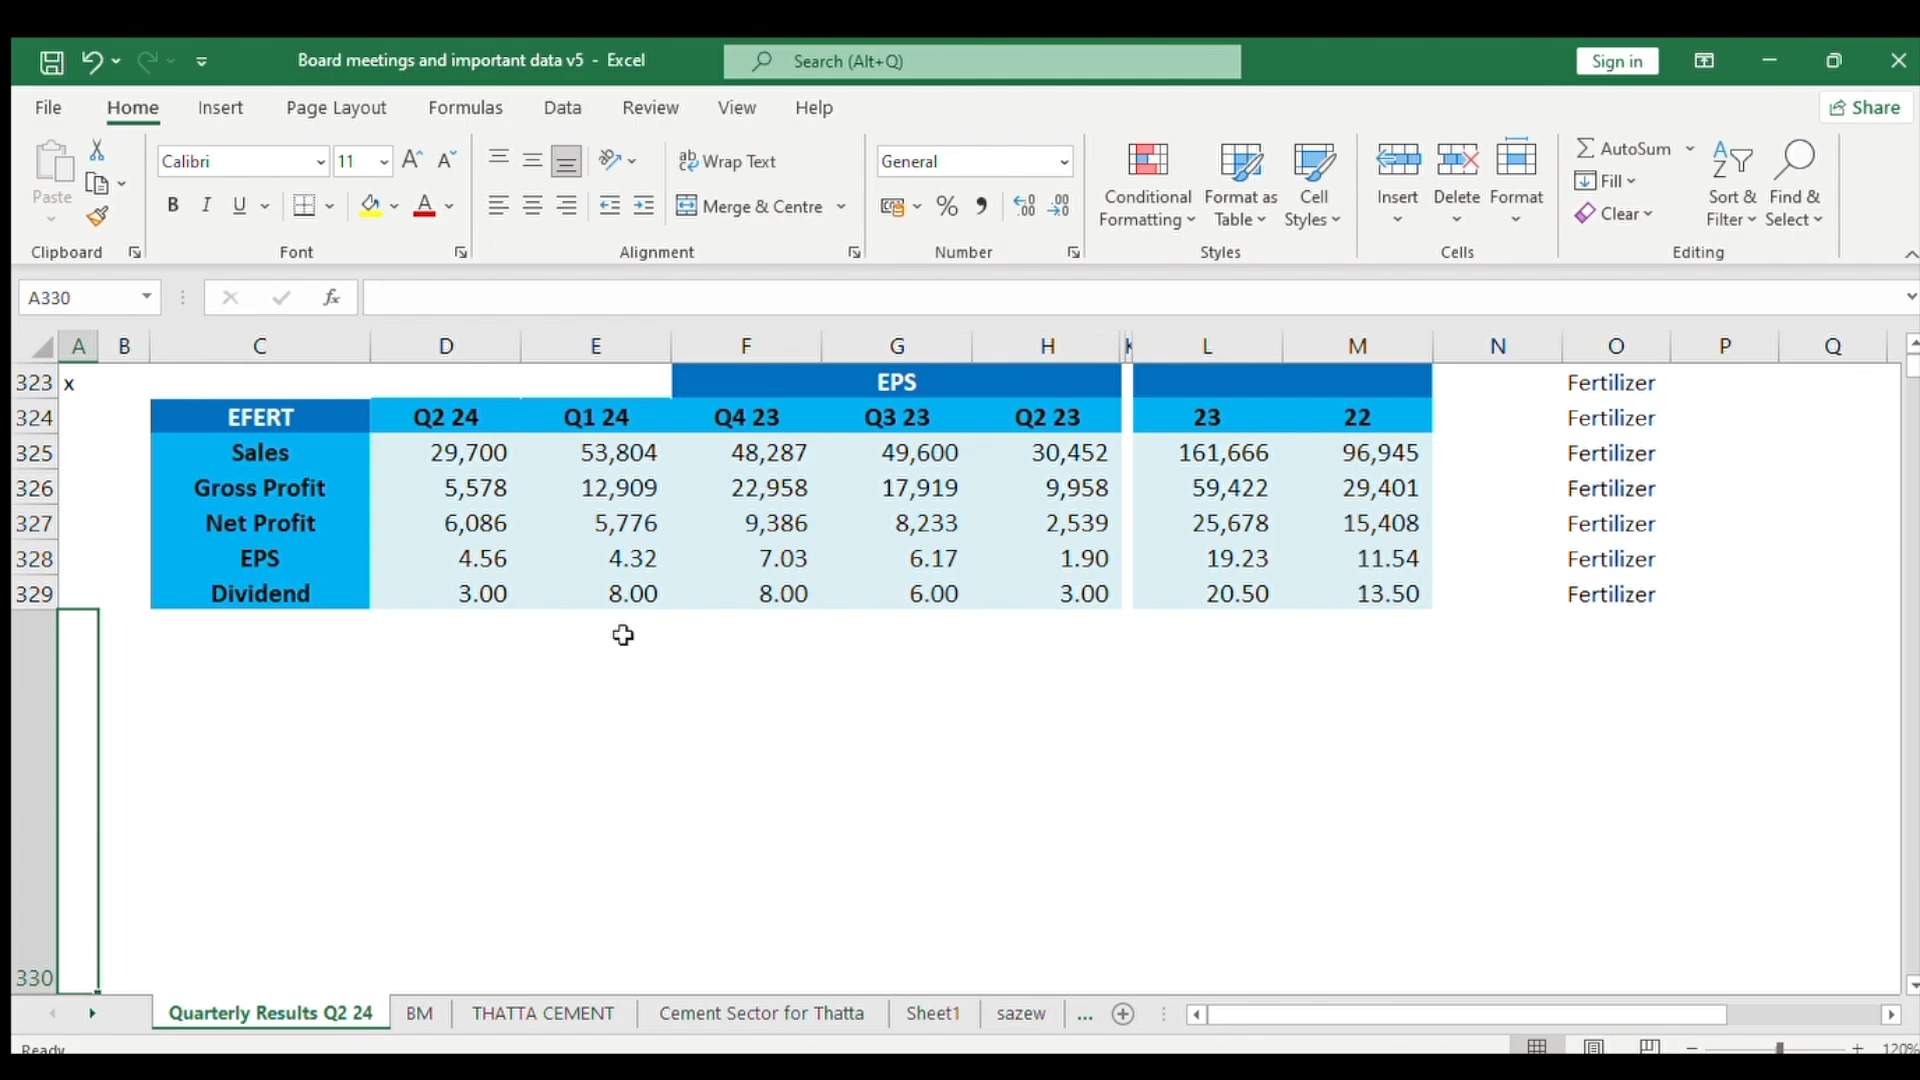 Board meetings and important data v5 - Excel
Search (Alt+Q)
Sign in
File Home Insert Page Layout Formulas Data Review View Help
Share
Paste
Calibri 11
B I U
Wrap Text
Merge & Centre
General
% 9
Conditional Formatting
Format as Table
Cell Styles
Insert Delete Format
AutoSum
Fill
Clear
Sort & Filter
Find & Select
Clipboard Font Alignment Number Styles Cells Editing
A330 fx
A B C D E F G H K L M N O P Q
323 x EPS Fertilizer
324 EFERT Q2 24 Q1 24 Q4 23 Q3 23 Q2 23 23 22 Fertilizer
325 Sales 29,700 53,804 48,287 49,600 30,452 161,666 96,945 Fertilizer
326 Gross Profit 5,578 12,909 22,958 17,919 9,958 59,422 29,401 Fertilizer
327 Net Profit 6,086 5,776 9,386 8,233 2,539 25,678 15,408 Fertilizer
328 EPS 4.56 4.32 7.03 6.17 1.90 19.23 11.54 Fertilizer
329 Dividend 3.00 8.00 8.00 6.00 3.00 20.50 13.50 Fertilizer
330
Quarterly Results Q2 24 BM THATTA CEMENT Cement Sector for Thatta Sheet1 sazew ...
Ready 120%